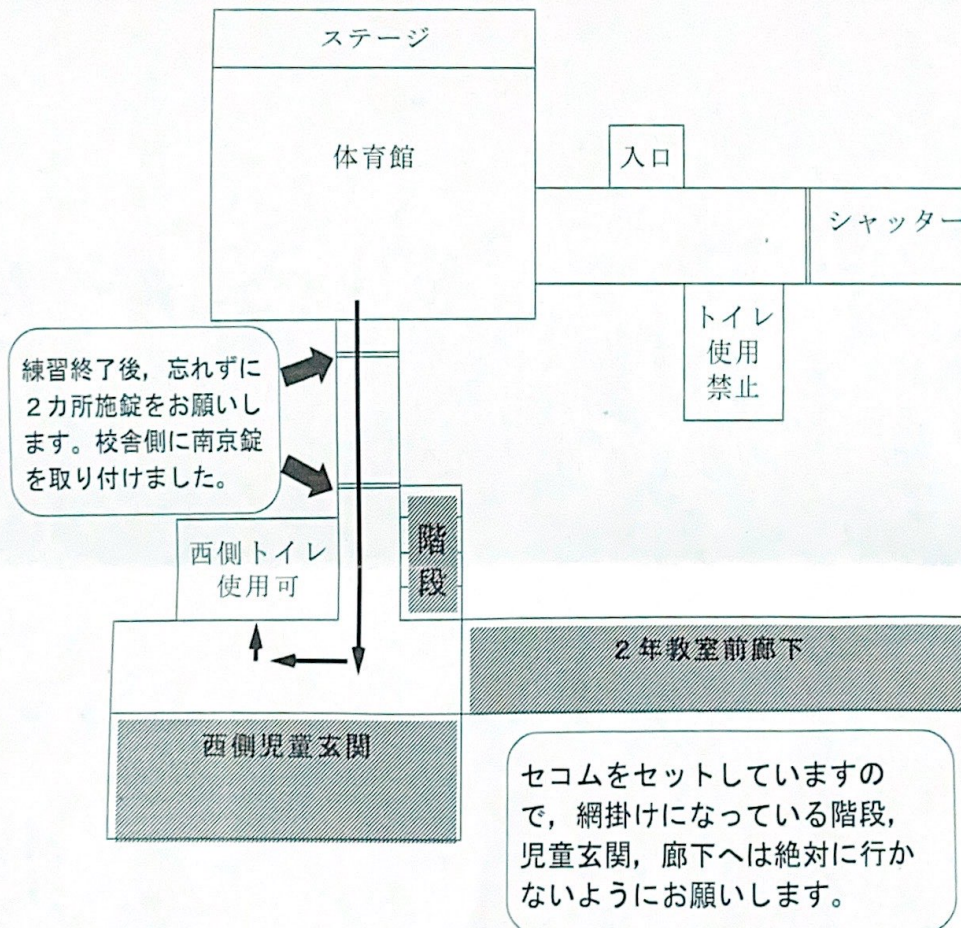 ステージ
体育館
入口
シャッター
トイレ
使用
禁止
練習終了後，忘れずに
２カ所施錠をお願いし
ます。校舎側に南京錠
を取り付けました。
西側トイレ
使用可
階
段
２年教室前廊下
西側児童玄関
セコムをセットしていますの
で，網掛けになっている階段，
児童玄関，廊下へは絶対に行か
ないようにお願いします。